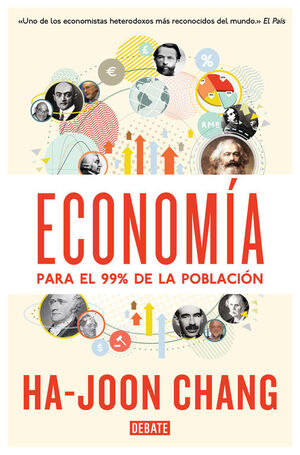 «Uno de los economistas heterodoxos más reconocidos del mundo.» El País
£
€
%
RMB
ECONOMÍA
PARA EL 99% DE LA POBLACIÓN
$
HA-JOON CHANG
DEBATE